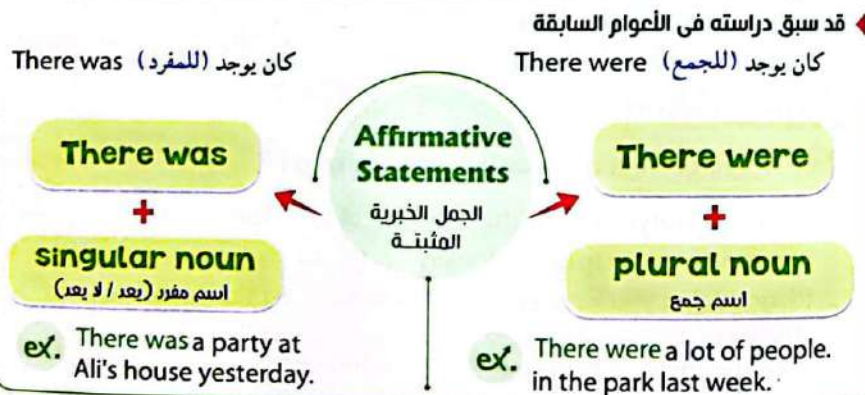 قد سبق دراسته فى الأعوام السابقة
There was (للمفرد) كان يوجد
There were (للجمع) كان يوجد
Affirmative
Statements
الجمل الخبرية
المثبتــة
There was
+
singular noun
اسم مفرد (يعد / لا يعد)
ex. There was a party at
Ali's house yesterday.
There were
+
plural noun
اسم جمع
ex. There were a lot of people.
in the park last week.